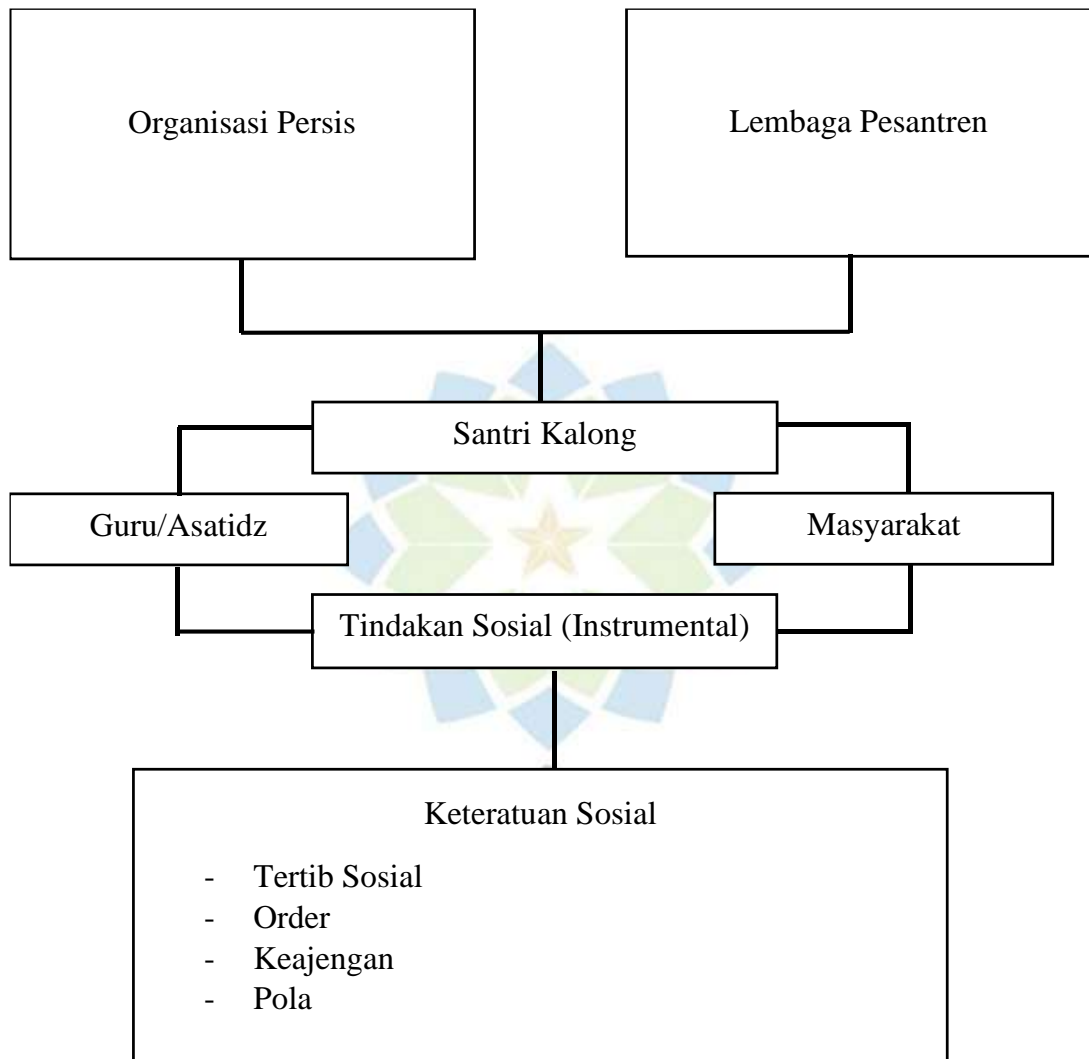 Organisasi Persis
Lembaga Pesantren
Santri Kalong
Guru/Asatidz
Masyarakat
Tindakan Sosial (Instrumental)
Keteratuan Sosial
- Tertib Sosial
- Order
- Keajengan
- Pola